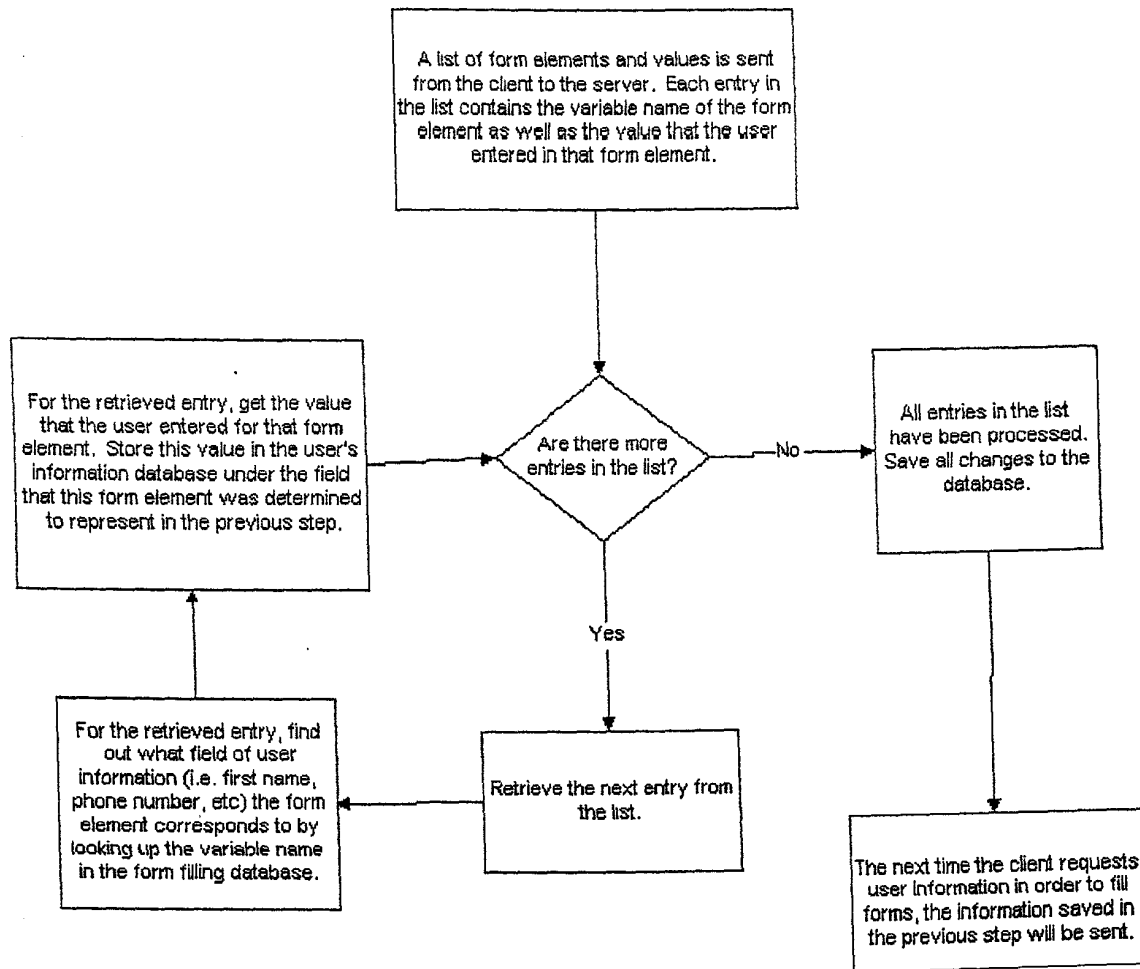 A list of form elements and values is sent
from the client to the server. Each entry in
the list contains the variable name of the form
element as well as the value that the user
entered in that form element.
For the retrieved entry, get the value
that the user entered for that form
element. Store this value in the user's
information database under the field
that this form element was determined
to represent in the previous step.
Are there more
entries in the list?
No
All entries in the list
have been processed.
Save all changes to the
database.
Yes
For the retrieved entry, find
out what field of user
information (i.e. first name,
phone number, etc) the form
element corresponds to by
looking up the variable name
in the form filling database.
Retrieve the next entry from
the list.
The next time the client requests
user information in order to fill
forms, the information saved in
the previous step will be sent.